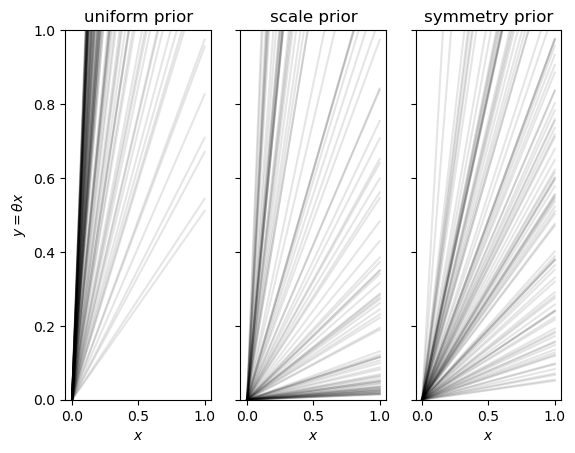 uniform prior
scale prior
symmetry prior
y = θx
1.0
0.8
0.6
0.4
0.2
0.0
0.0 0.5 1.0
0.0 0.5 1.0
0.0 0.5 1.0
x
x
x